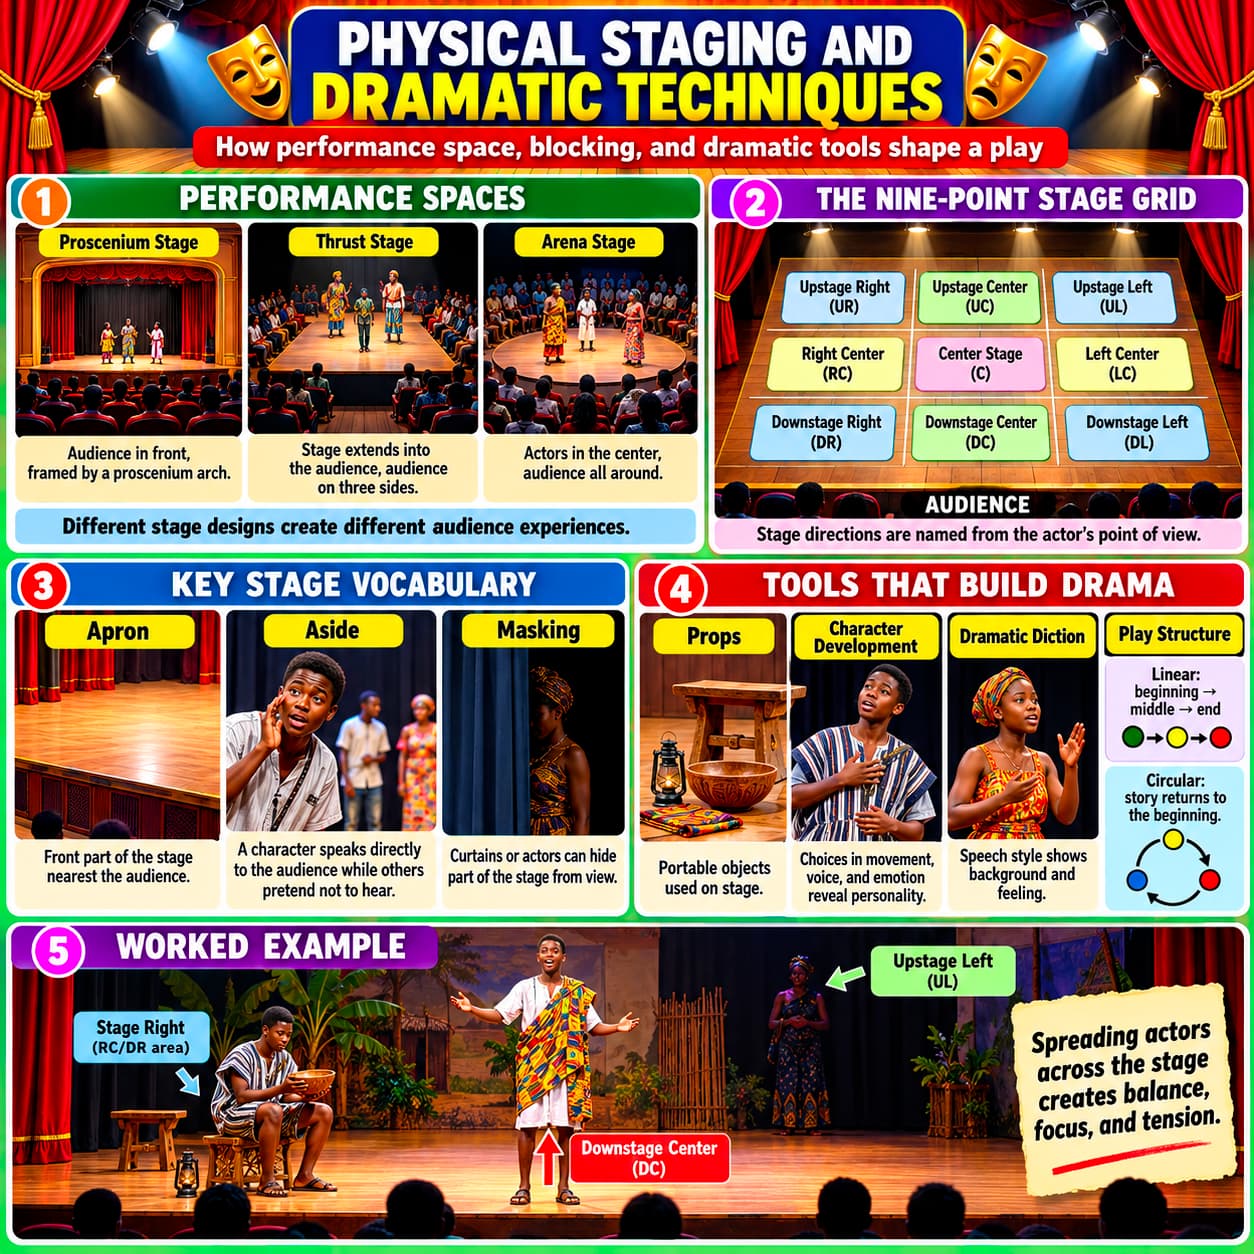 PHYSICAL STAGING AND
DRAMATIC TECHNIQUES
How performance space, blocking, and dramatic tools shape a play
1
PERFORMANCE SPACES
Proscenium Stage
Audience in front,
framed by a proscenium arch.
Thrust Stage
Stage extends into
the audience, audience
on three sides.
Arena Stage
Actors in the center,
audience all around.
Different stage designs create different audience experiences.
2
THE NINE-POINT STAGE GRID
Upstage Right
(UR)
Upstage Center
(UC)
Upstage Left
(UL)
Right Center
(RC)
Center Stage
(C)
Left Center
(LC)
Downstage Right
(DR)
Downstage Center
(DC)
Downstage Left
(DL)
AUDIENCE
Stage directions are named from the actor's point of view.
3
KEY STAGE VOCABULARY
Apron
Front part of the stage
nearest the audience.
Aside
A character speaks directly
to the audience while others
pretend not to hear.
Masking
Curtains or actors can hide
part of the stage from view.
4
TOOLS THAT BUILD DRAMA
Props
Portable objects
used on stage.
Character
Development
Choices in movement,
voice, and emotion
reveal personality.
Dramatic Diction
Speech style shows
background and
feeling.
Play Structure
Linear:
beginning →
middle → end
Circular:
story returns to
the beginning.
5
WORKED EXAMPLE
Stage Right
(RC/DR area)
Downstage Center
(DC)
Upstage Left
(UL)
Spreading actors
across the stage
creates balance,
focus, and tension.